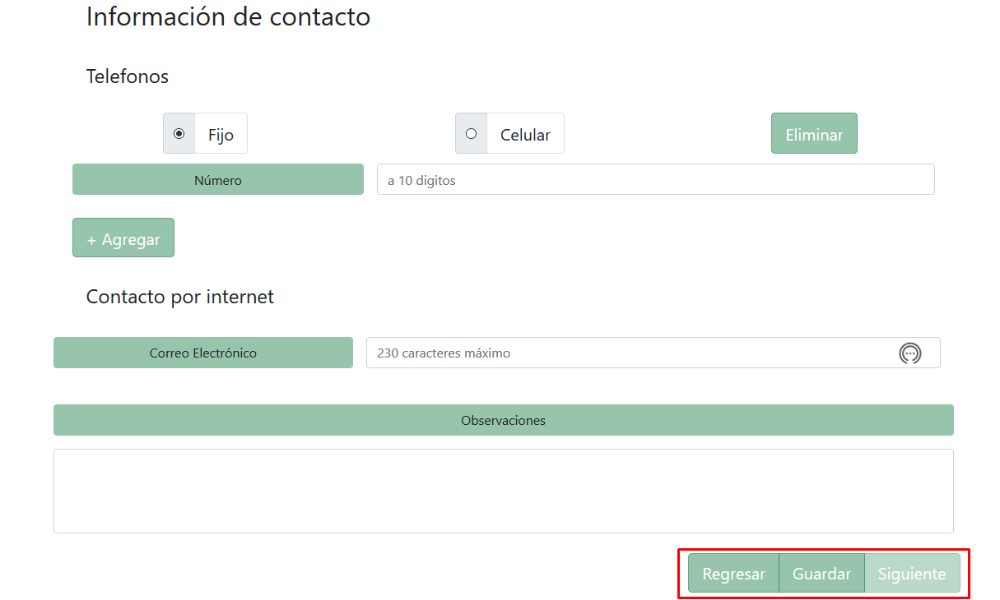 Información de contacto
Telefonos
Fijo
Celular
Eliminar
Número
a 10 digitos
+ Agregar
Contacto por internet
Correo Electrónico
230 caracteres máximo
Observaciones
Regresar
Guardar
Siguiente